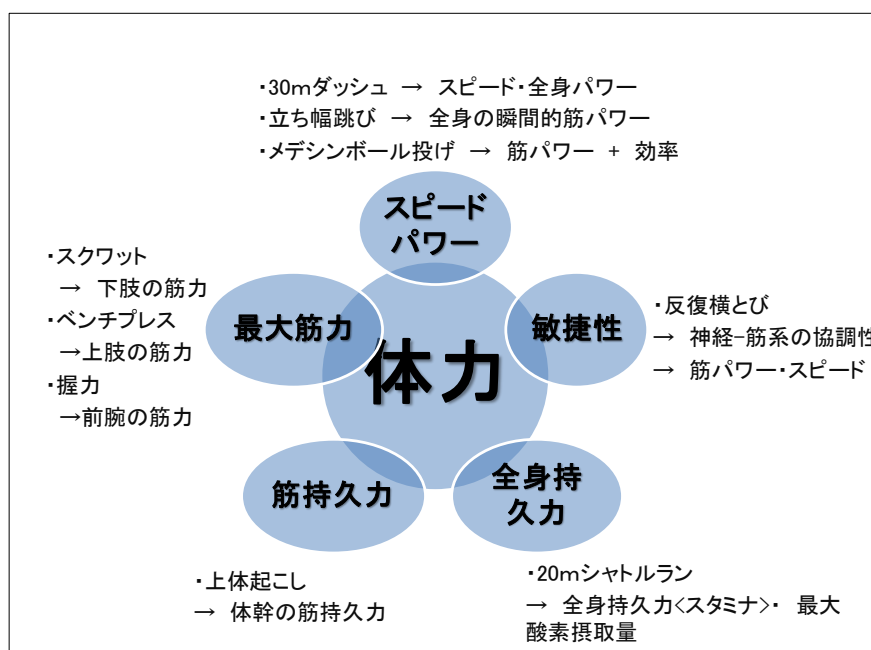 ・30mダッシュ → スピード・全身パワー
・立ち幅跳び → 全身の瞬間的筋パワー
・メデシンボール投げ → 筋パワー + 効率
スピード
パワー
・スクワット
→ 下肢の筋力
・ベンチプレス
→上肢の筋力
・握力
→前腕の筋力
最大筋力
体力
敏捷性
・反復横とび
→ 神経-筋系の協調性
→ 筋パワー・スピード
筋持久力
全身持
久力
・上体起こし
→ 体幹の筋持久力
・20mシャトルラン
→ 全身持久力<スタミナ>・ 最大
酸素摂取量